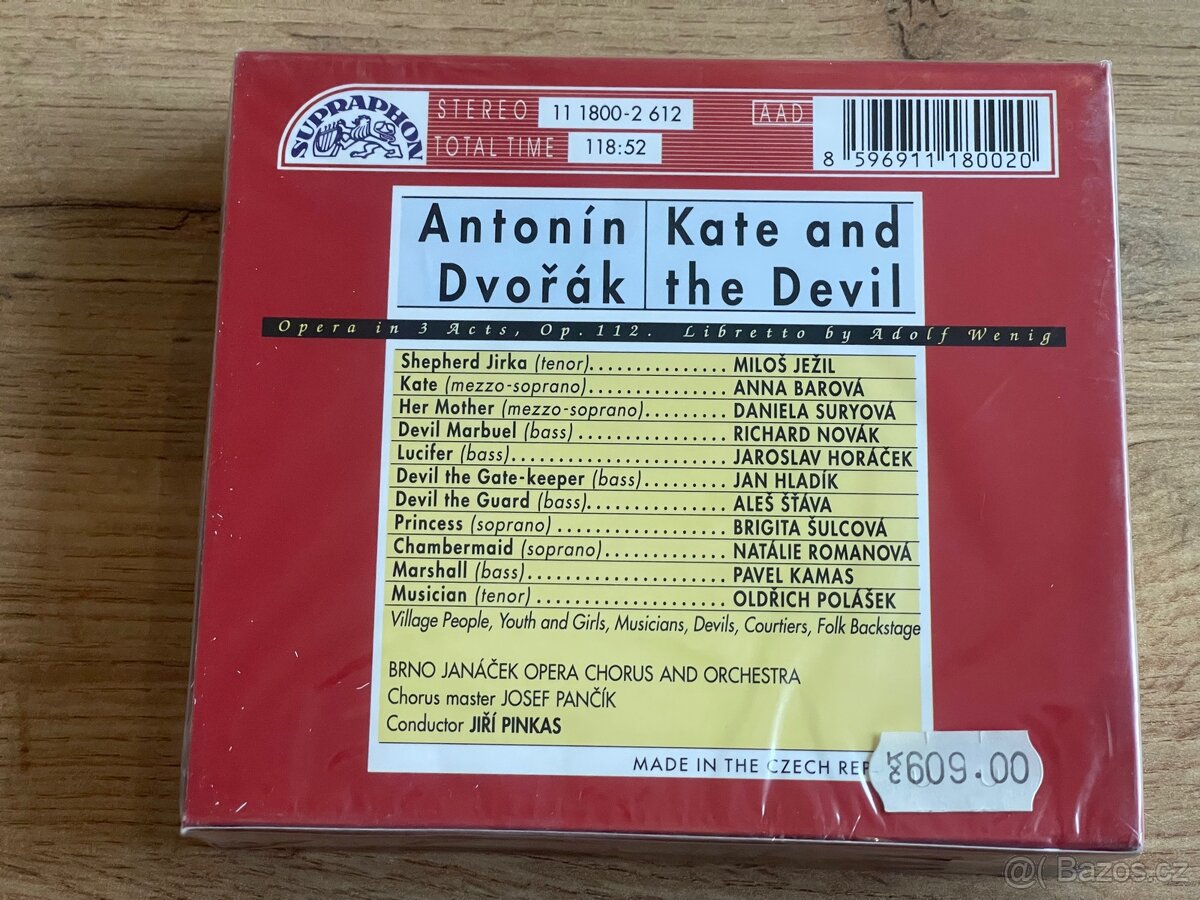 SUPRAPHON
STEREO 11 1800-2 612 AAD
TOTAL TIME 118:52
8 596911 180020
Antonín Dvořák
Kate and the Devil
Opera in 3 Acts, Op.112. Libretto by Adolf Wenig
Shepherd Jirka (tenor)............... MILOŠ JEŽIL
Kate (mezzo-soprano)............... ANNA BAROVÁ
Her Mother (mezzo-soprano)......... DANIELA SURYOVÁ
Devil Marbuel (bass)................ RICHARD NOVÁK
Lucifer (bass)........................ JAROSLAV HORÁČEK
Devil the Gate-keeper (bass)......... JAN HLADÍK
Devil the Guard (bass)............... ALEŠ ŠŤÁVA
Princess (soprano).................. BRIGITA ŠULCOVÁ
Chambermaid (soprano)............. NATÁLIE ROMANOVÁ
Marshall (bass)...................... PAVEL KAMAS
Musician (tenor).................... OLDŘICH POLÁŠEK
Village People, Youth and Girls, Musicians, Devils, Courtiers, Folk Backstage
BRNO JANÁČEK OPERA CHORUS AND ORCHESTRA
Chorus master JOSEF PANČÍK
Conductor JIŘÍ PINKAS
MADE IN THE CZECH REP
609.00
@( Bazos.cz